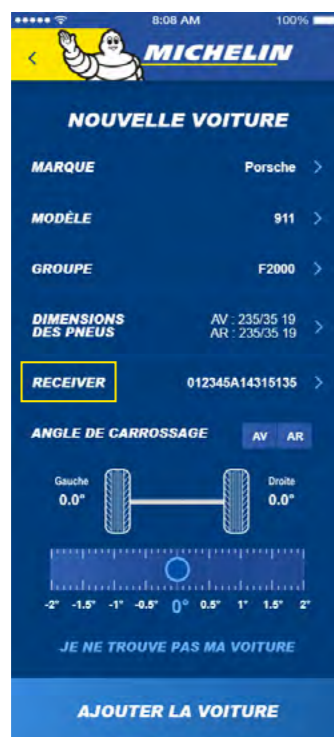 8:08 AM 100%
MICHELIN
NOUVELLE VOITURE
MARQUE Porsche
MODÈLE 911
GROUPE F2000
DIMENSIONS AV : 235/35 19
DES PNEUS AR : 235/35 19
RECEIVER 012345A14315135
ANGLE DE CARROSSAGE AV AR
Gauche Droite
0.0° 0.0°
-2° -1.5° -1° -0.5° 0° 0.5° 1° 1.5° 2°
JE NE TROUVE PAS MA VOITURE
AJOUTER LA VOITURE